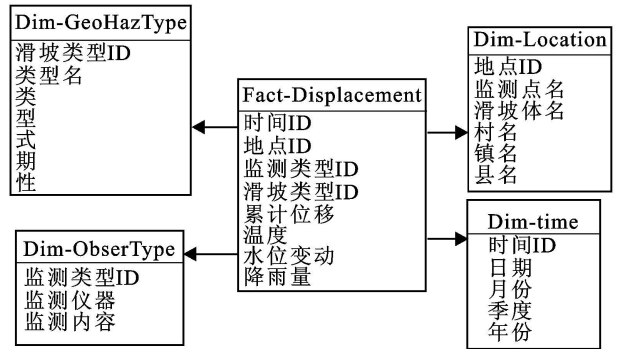 Dim-GeoHazType
滑坡类型ID
类型名
类
型
式
期
性
Fact-Displacement
时间ID
地点ID
监测类型ID
滑坡类型ID
累计位移
温度
水位变动
降雨量
Dim-Location
地点ID
监测点名
滑坡体名
村名
镇名
县名
Dim-ObserType
监测类型ID
监测仪器
监测内容
Dim-time
时间ID
日期
月份
季度
年份